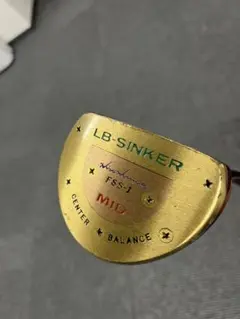 LB-SINKER
FSS-1
MID
CENTER BALANCE